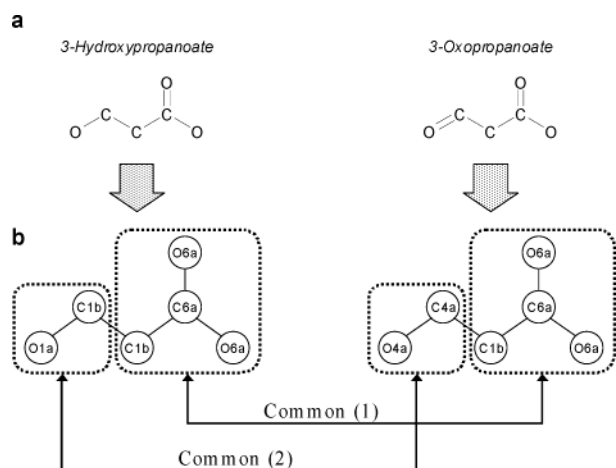 a
3-Hydroxypropanoate 3-Oxopropanoate
O O
C C C C
O C O O C O
b
O6a O6a
C1b C6a C4a C6a
O1a C1b O6a O4a C1b O6a
Common (1)
Common (2)